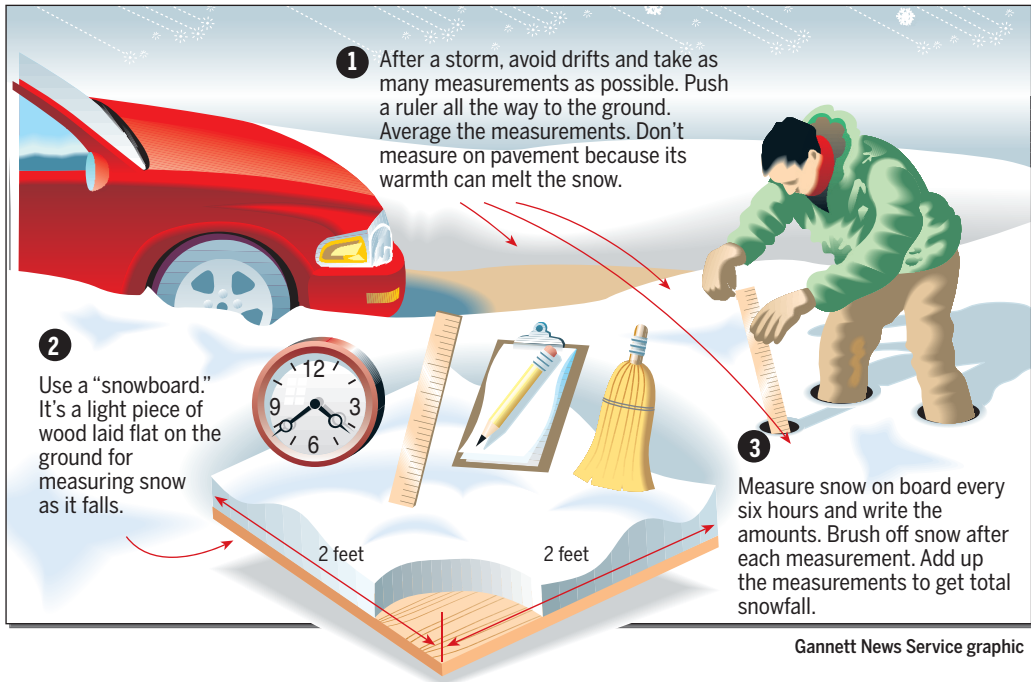 1 After a storm, avoid drifts and take as
many measurements as possible. Push
a ruler all the way to the ground.
Average the measurements. Don’t
measure on pavement because its
warmth can melt the snow.
2
Use a “snowboard.”
It’s a light piece of
wood laid flat on the
ground for
measuring snow
as it falls.
12
9 3
6
2 feet 2 feet
3
Measure snow on board every
six hours and write the
amounts. Brush off snow after
each measurement. Add up
the measurements to get total
snowfall.
Gannett News Service graphic